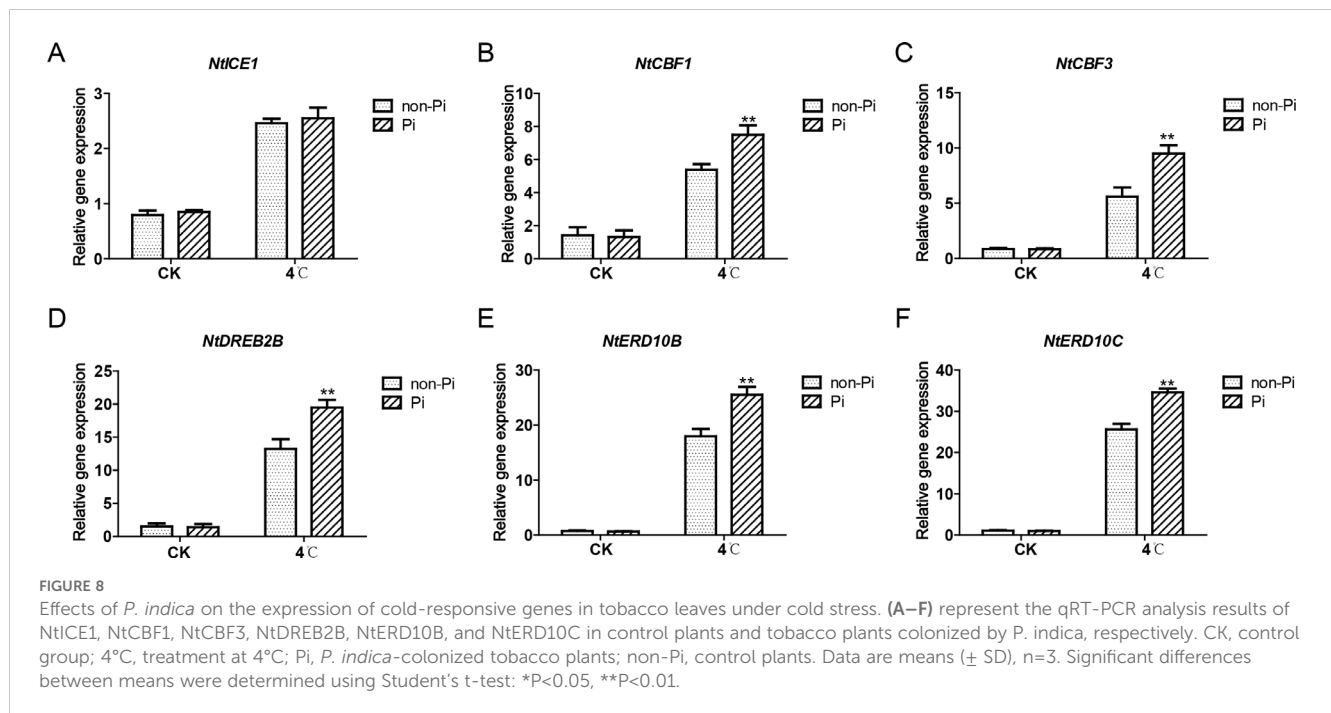 A
NtICE1
Relative gene expression
3
2
1
0
CK
4℃
non-Pi
Pi
B
NtCBF1
Relative gene expression
10
8
6
4
2
0
**
CK
4℃
non-Pi
Pi
C
NtCBF3
Relative gene expression
15
10
5
0
**
CK
4℃
non-Pi
Pi
D
NtDREB2B
Relative gene expression
25
20
15
10
5
0
**
CK
4℃
non-Pi
Pi
E
NtERD10B
Relative gene expression
30
20
10
0
**
CK
4℃
non-Pi
Pi
F
NtERD10C
Relative gene expression
40
30
20
10
0
**
CK
4℃
non-Pi
Pi
FIGURE 8
Effects of P. indica on the expression of cold-responsive genes in tobacco leaves under cold stress. (A–F) represent the qRT-PCR analysis results of
NtICE1, NtCBF1, NtCBF3, NtDREB2B, NtERD10B, and NtERD10C in control plants and tobacco plants colonized by P. indica, respectively. CK, control
group; 4°C, treatment at 4°C; Pi, P. indica-colonized tobacco plants; non-Pi, control plants. Data are means (± SD), n=3. Significant differences
between means were determined using Student's t-test: *P<0.05, **P<0.01.